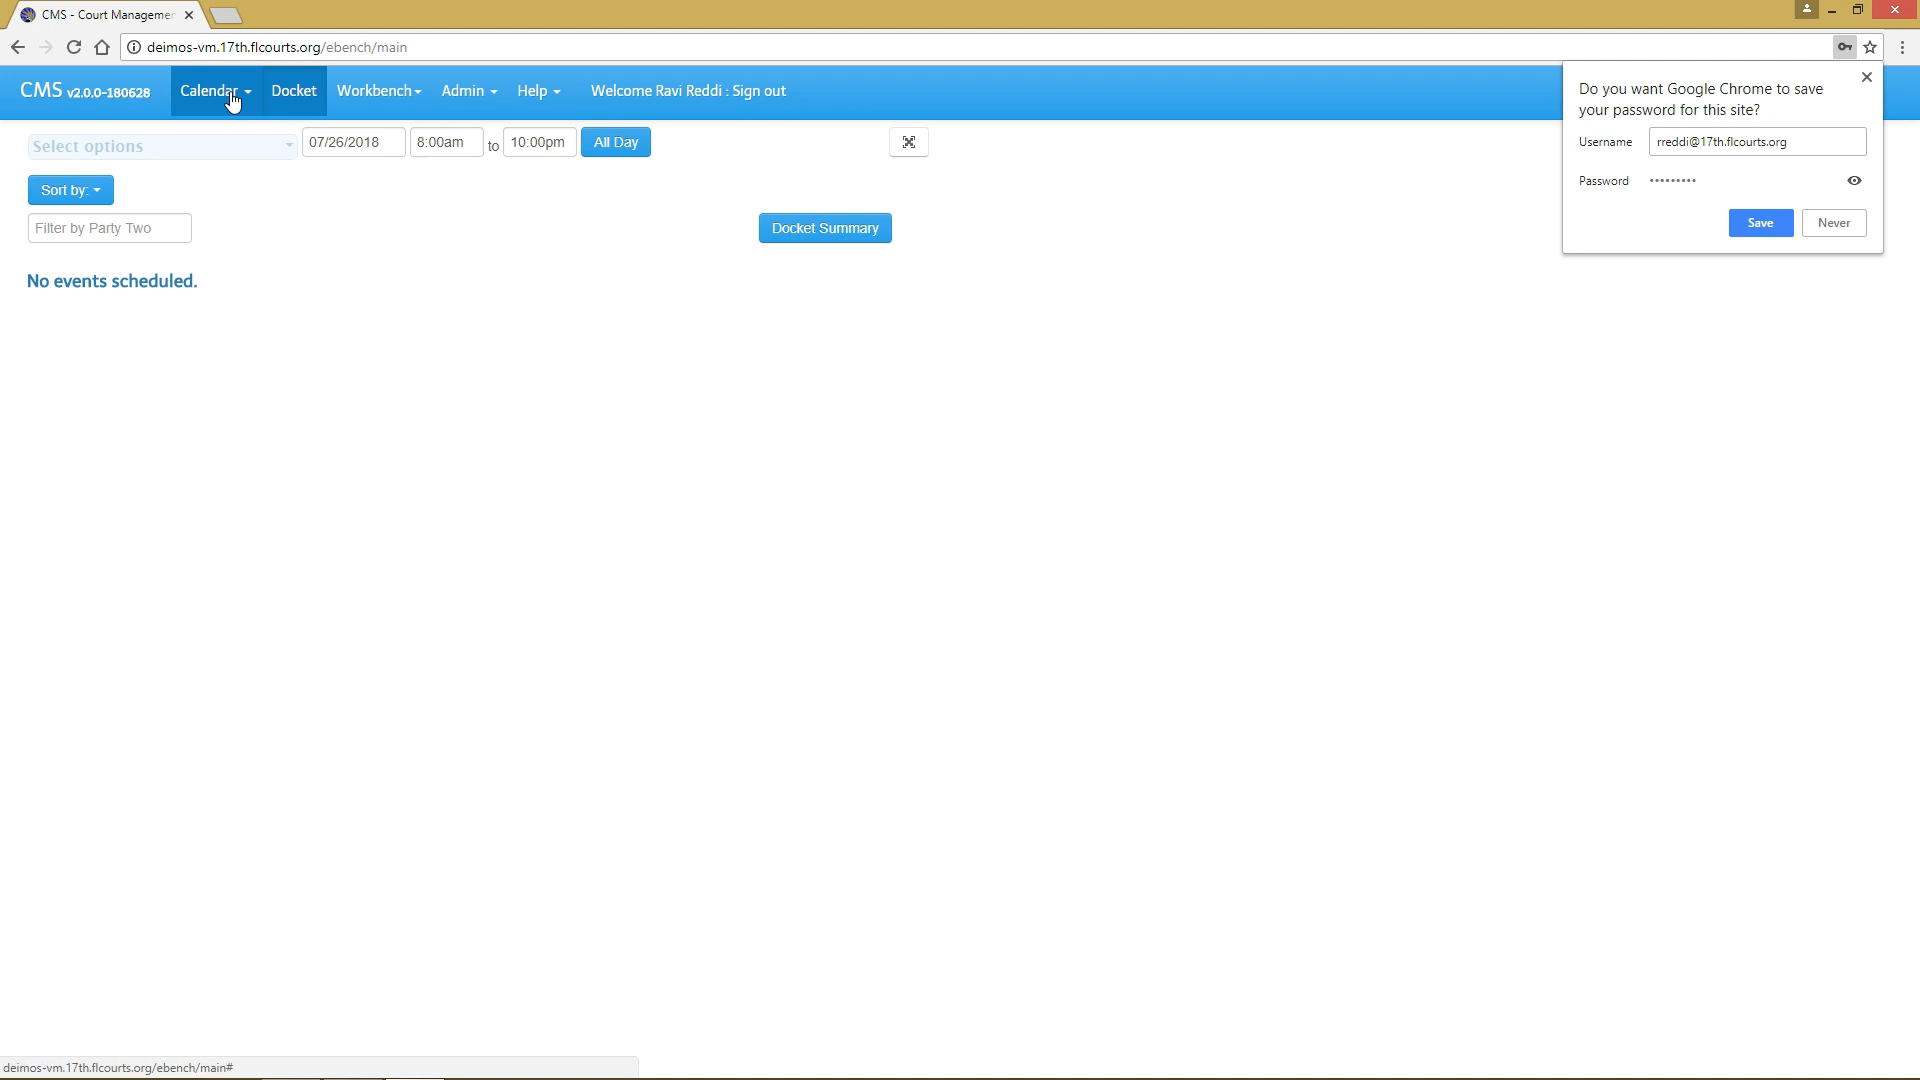 CMS - Court Managemer
deimos-vm.17th.flcourts.org/ebench/main
CMS v2.0.0-180628
Calendar
Docket
Workbench
Admin
Help
Welcome Ravi Reddi : Sign out
Select options
07/26/2018
8:00am
to
10:00pm
All Day
Sort by:
Filter by Party Two
Docket Summary
No events scheduled.
Do you want Google Chrome to save
your password for this site?
Username
rreddi@17th.flcourts.org
Password
•••••••••
Save
Never
deimos-vm.17th.flcourts.org/ebench/main#